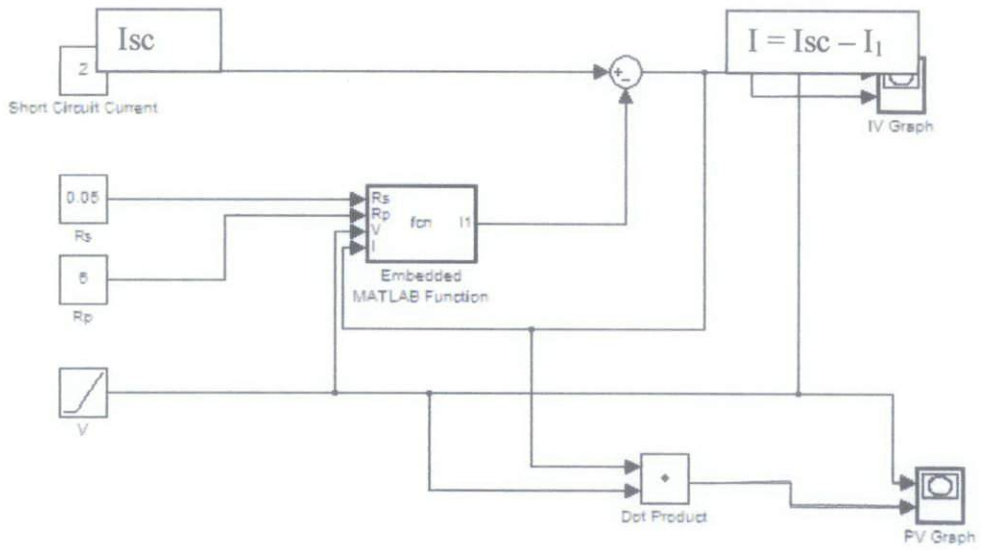 Isc
I = Isc – I1
2
Short Circuit Current
+
-
IV Graph
0.05
Rs
Rs
Rp
V
I
fcn
I1
Embedded
MATLAB Function
Rp
V
Dot Product
PV Graph